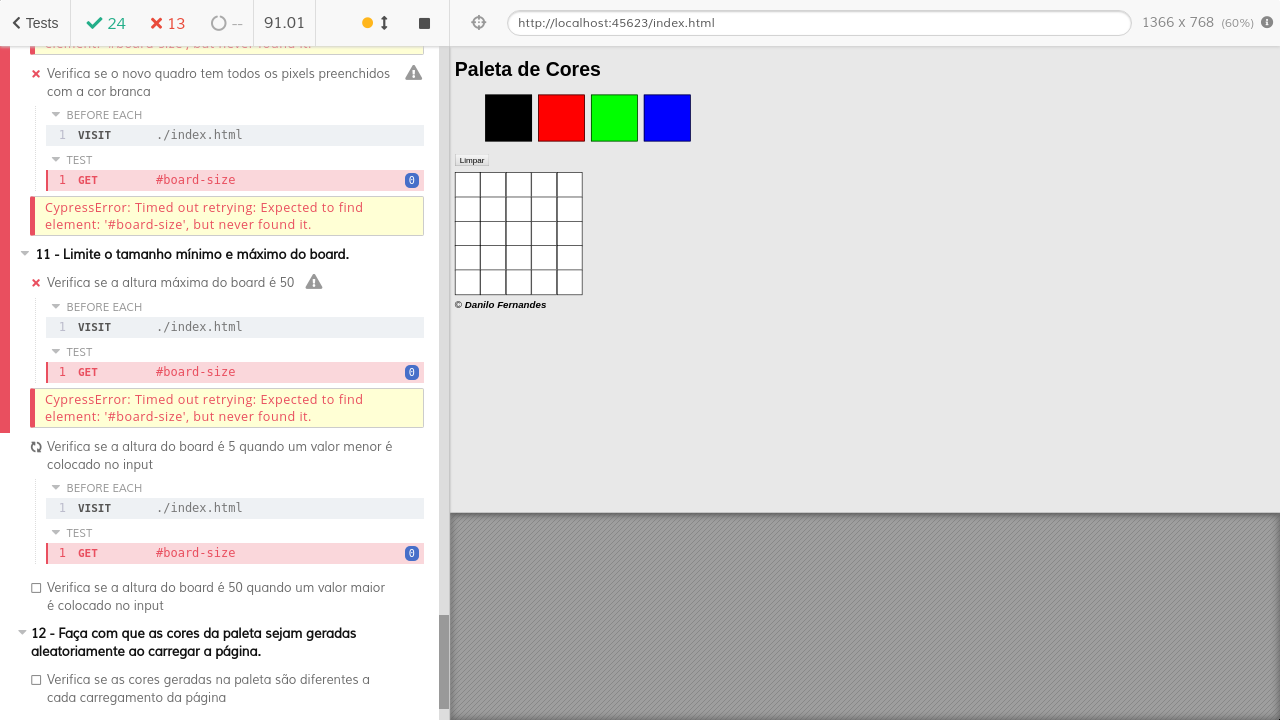 Tests
24
13
--
91.01
http://localhost:45623/index.html
1366 x 768 (60%)
element: '#board-size', but never found it.
Verifica se o novo quadro tem todos os pixels preenchidos
com a cor branca
BEFORE EACH
1 VISIT ./index.html
TEST
1 GET #board-size 0
CypressError: Timed out retrying: Expected to find
element: '#board-size', but never found it.
11 - Limite o tamanho mínimo e máximo do board.
Verifica se a altura máxima do board é 50
BEFORE EACH
1 VISIT ./index.html
TEST
1 GET #board-size 0
CypressError: Timed out retrying: Expected to find
element: '#board-size', but never found it.
Verifica se a altura do board é 5 quando um valor menor é
colocado no input
BEFORE EACH
1 VISIT ./index.html
TEST
1 GET #board-size 0
Verifica se a altura do board é 50 quando um valor maior
é colocado no input
12 - Faça com que as cores da paleta sejam geradas
aleatoriamente ao carregar a página.
Verifica se as cores geradas na paleta são diferentes a
cada carregamento da página
Paleta de Cores
Limpar
© Danilo Fernandes